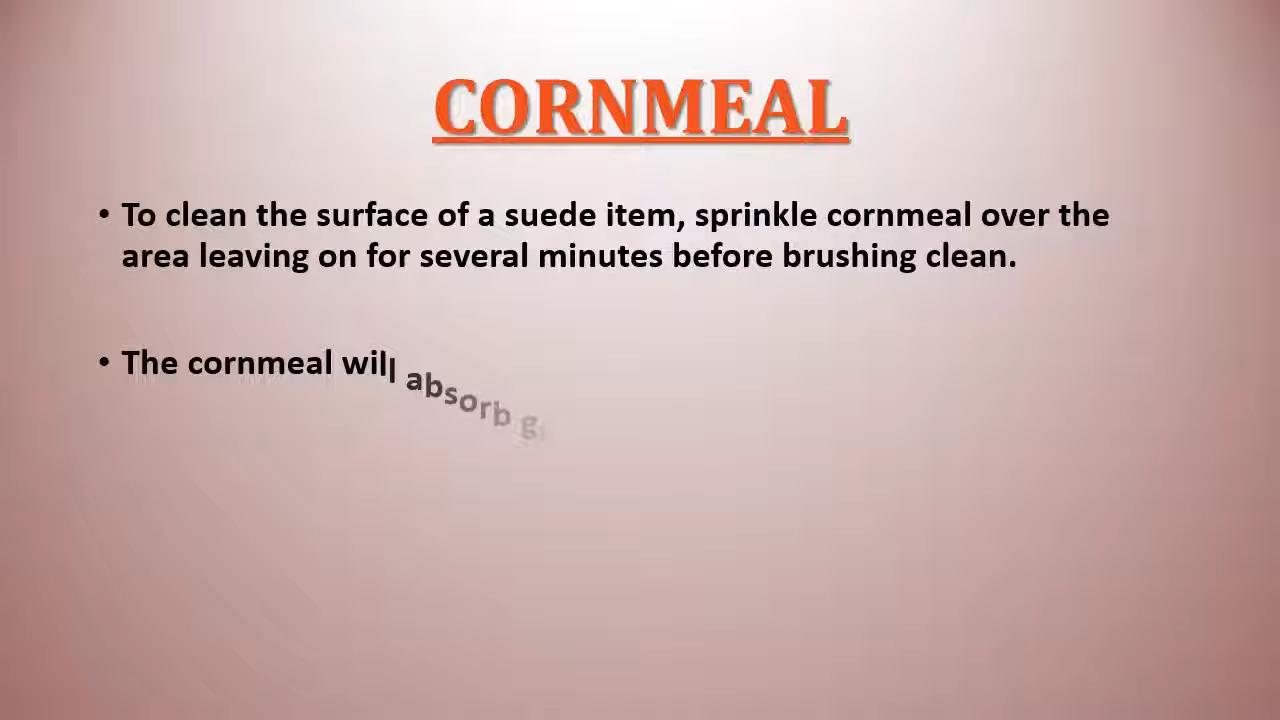 CORNMEAL
• To clean the surface of a suede item, sprinkle cornmeal over the
area leaving on for several minutes before brushing clean.
• The cornmeal will absorb